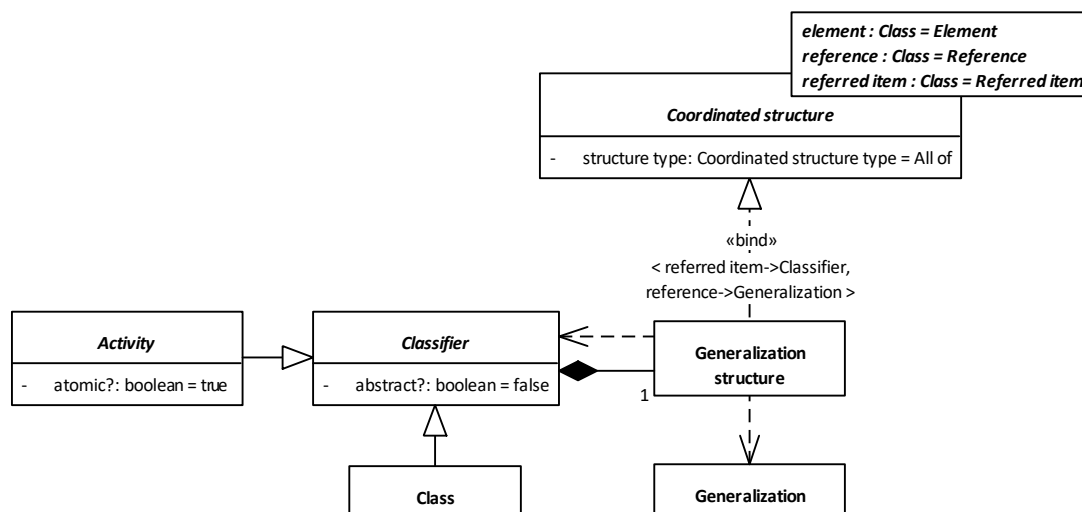 element : Class = Element
reference : Class = Reference
referred item : Class = Referred item
Coordinated structure
- structure type: Coordinated structure type = All of
«bind»
< referred item->Classifier,
reference->Generalization >
Activity
- atomic?: boolean = true
Classifier
- abstract?: boolean = false
Generalization
structure
1
Class
Generalization